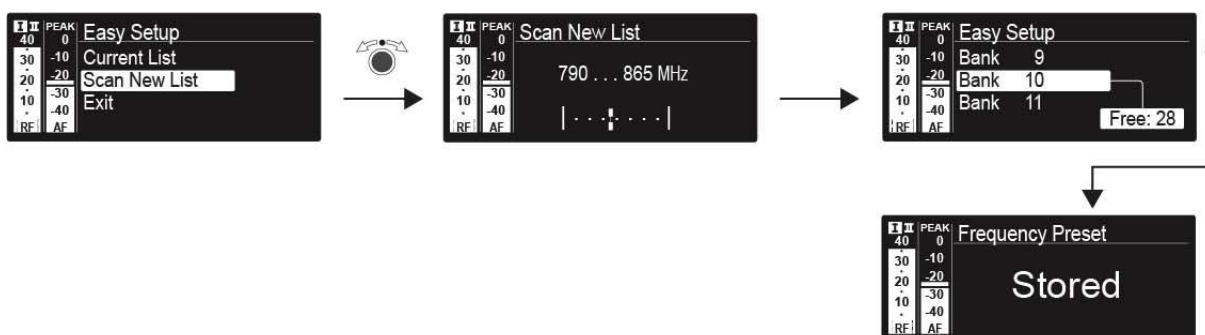 I II PEAK
40 0
30 -10
20 -20
10 -30
-40
RF AF
Easy Setup
Current List
Scan New List
Exit
I II PEAK
40 0
30 -10
20 -20
10 -30
-40
RF AF
Scan New List
790 . . . 865 MHz
I II PEAK
40 0
30 -10
20 -20
10 -30
-40
RF AF
Easy Setup
Bank 9
Bank 10
Bank 11
Free: 28
I II PEAK
40 0
30 -10
20 -20
10 -30
-40
RF AF
Frequency Preset
Stored